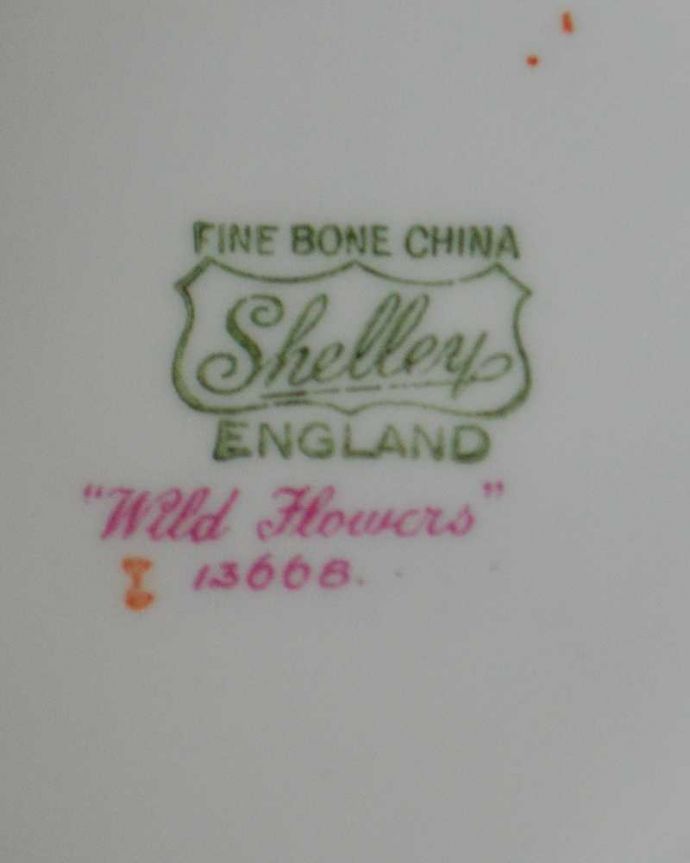 FINE BONE CHINA
Shelley
ENGLAND
"Wild Flowers"
13668.